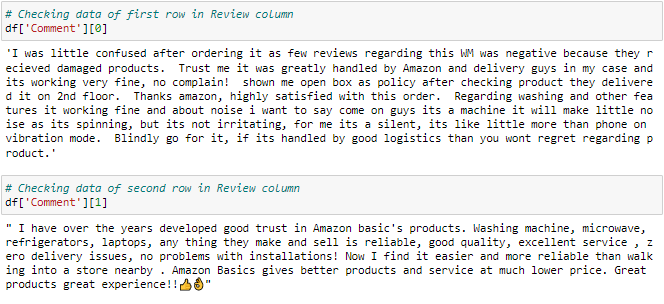 # Checking data of first row in Review column
df['Comment'][0]
'I was little confused after ordering it as few reviews regarding this WM was negative because they r
ecieved damaged products.  Trust me it was greatly handled by Amazon and delivery guys in my case and
its working very fine, no complain!  shown me open box as policy after checking product they delivere
d it on 2nd floor.  Thanks amazon, highly satisfied with this order.  Regarding washing and other fea
tures it working fine and about noise i want to say come on guys its a machine it will make little no
ise as its spinning, but its not irritating, for me its a silent, its like little more than phone on
vibration mode.  Blindly go for it, if its handled by good logistics than you wont regret regarding p
roduct.'
# Checking data of second row in Review column
df['Comment'][1]
" I have over the years developed good trust in Amazon basic's products. Washing machine, microwave,
refrigerators, laptops, any thing they make and sell is reliable, good quality, excellent service , z
ero delivery issues, no problems with installations! Now I find it easier and more reliable than walk
ing into a store nearby . Amazon Basics gives better products and service at much lower price. Great
products great experience!!👍👌"